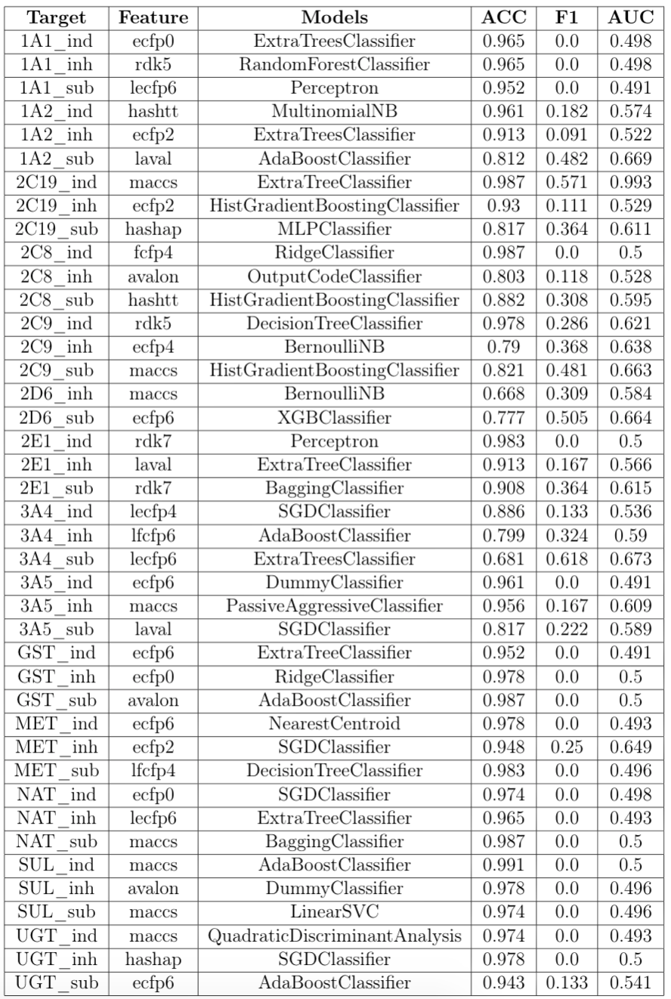 Target Feature Models ACC F1 AUC
1A1_ind ecfp0 ExtraTreesClassifier 0.965 0.0 0.498
1A1_inh rdk5 RandomForestClassifier 0.965 0.0 0.498
1A1_sub lecfp6 Perceptron 0.952 0.0 0.491
1A2_ind hashtt MultinomialNB 0.961 0.182 0.574
1A2_inh ecfp2 ExtraTreesClassifier 0.913 0.091 0.522
1A2_sub laval AdaBoostClassifier 0.812 0.482 0.669
2C19_ind maccs ExtraTreeClassifier 0.987 0.571 0.993
2C19_inh ecfp2 HistGradientBoostingClassifier 0.93 0.111 0.529
2C19_sub hashap MLPClassifier 0.817 0.364 0.611
2C8_ind fcfp4 RidgeClassifier 0.987 0.0 0.5
2C8_inh avalon OutputCodeClassifier 0.803 0.118 0.528
2C8_sub hashtt HistGradientBoostingClassifier 0.882 0.308 0.595
2C9_ind rdk5 DecisionTreeClassifier 0.978 0.286 0.621
2C9_inh ecfp4 BernoulliNB 0.79 0.368 0.638
2C9_sub maccs HistGradientBoostingClassifier 0.821 0.481 0.663
2D6_inh maccs BernoulliNB 0.668 0.309 0.584
2D6_sub ecfp6 XGBClassifier 0.777 0.505 0.664
2E1_ind rdk7 Perceptron 0.983 0.0 0.5
2E1_inh laval ExtraTreeClassifier 0.913 0.167 0.566
2E1_sub rdk7 BaggingClassifier 0.908 0.364 0.615
3A4_ind lecfp4 SGDClassifier 0.886 0.133 0.536
3A4_inh lfcfp6 AdaBoostClassifier 0.799 0.324 0.59
3A4_sub lecfp6 ExtraTreesClassifier 0.681 0.618 0.673
3A5_ind ecfp6 DummyClassifier 0.961 0.0 0.491
3A5_inh maccs PassiveAggressiveClassifier 0.956 0.167 0.609
3A5_sub laval SGDClassifier 0.817 0.222 0.589
GST_ind ecfp6 ExtraTreeClassifier 0.952 0.0 0.491
GST_inh ecfp0 RidgeClassifier 0.978 0.0 0.5
GST_sub avalon AdaBoostClassifier 0.987 0.0 0.5
MET_ind ecfp6 NearestCentroid 0.978 0.0 0.493
MET_inh ecfp2 SGDClassifier 0.948 0.25 0.649
MET_sub lfcfp4 DecisionTreeClassifier 0.983 0.0 0.496
NAT_ind ecfp0 SGDClassifier 0.974 0.0 0.498
NAT_inh lecfp6 ExtraTreeClassifier 0.965 0.0 0.493
NAT_sub maccs BaggingClassifier 0.987 0.0 0.5
SUL_ind maccs AdaBoostClassifier 0.991 0.0 0.5
SUL_inh avalon DummyClassifier 0.978 0.0 0.496
SUL_sub maccs LinearSVC 0.974 0.0 0.496
UGT_ind maccs QuadraticDiscriminantAnalysis 0.974 0.0 0.493
UGT_inh hashap SGDClassifier 0.978 0.0 0.5
UGT_sub ecfp6 AdaBoostClassifier 0.943 0.133 0.541